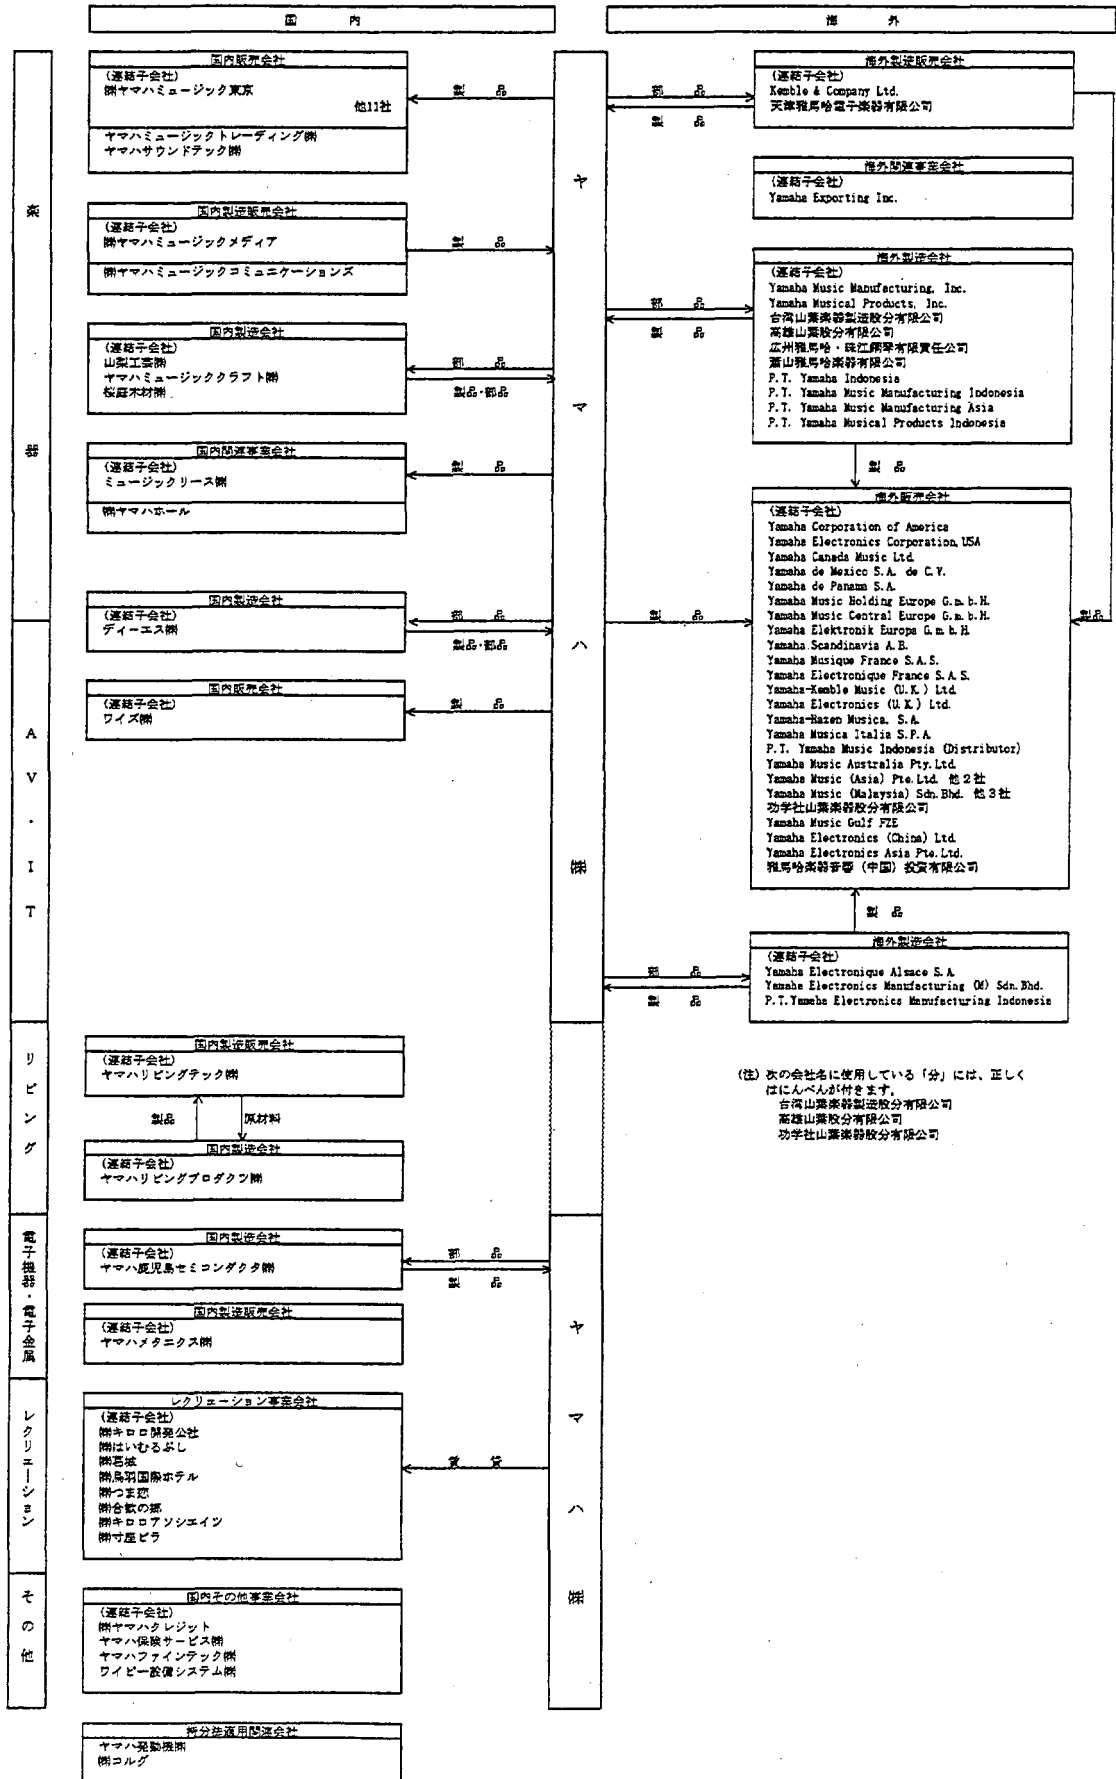 国内
海外
楽器
AV・IT
リビング
電子機器・電子金属
レクリェーション
その他
ヤマハ㈱
ヤマハ㈱
国内販売会社
(連結子会社)
㈱ヤマハミュージック東京
他11社
ヤマハミュージックトレーディング㈱
ヤマハサウンドテック㈱
製品
国内製造販売会社
(連結子会社)
㈱ヤマハミュージックメディア
㈱ヤマハミュージックコミュニケーションズ
製品
国内製造会社
(連結子会社)
山梨工芸㈱
ヤマハミュージッククラフト㈱
桜庭木材㈱
部品
製品・部品
国内関連事業会社
(連結子会社)
ミュージックリース㈱
㈱ヤマハホール
製品
国内製造会社
(連結子会社)
ディーエス㈱
部品
製品・部品
国内販売会社
(連結子会社)
ワイズ㈱
製品
国内製造販売会社
(連結子会社)
ヤマハリビングテック㈱
製品
原材料
国内製造会社
(連結子会社)
ヤマハリビングプロダクツ㈱
国内製造会社
(連結子会社)
ヤマハ鹿児島セミコンダクタ㈱
部品
製品
国内製造販売会社
(連結子会社)
ヤマハメタニクス㈱
レクリェーション事業会社
(連結子会社)
㈱キロロ開発公社
㈱はいむるぶし
㈱葛城
㈱鳥羽国際ホテル
㈱つま恋
㈱合歓の郷
㈱キロロアソシエイツ
㈱寸座ビラ
賃貸
国内その他事業会社
(連結子会社)
㈱ヤマハクレジット
ヤマハ保険サービス㈱
ヤマハファインテック㈱
ワイピー設備システム㈱
持分法適用関連会社
ヤマハ発動機㈱
㈱コルグ
海外製造販売会社
(連結子会社)
Kemble & Company Ltd.
天津雅馬哈電子楽器有限公司
部品
製品
海外関連事業会社
(連結子会社)
Yamaha Exporting Inc.
海外製造会社
(連結子会社)
Yamaha Music Manufacturing, Inc.
Yamaha Musical Products, Inc.
台湾山葉楽器製造股分有限公司
高雄山葉股分有限公司
広州雅馬哈・珠江鋼琴有限責任公司
蕭山雅馬哈楽器有限公司
P.T. Yamaha Indonesia
P.T. Yamaha Music Manufacturing Indonesia
P.T. Yamaha Music Manufacturing Asia
P.T. Yamaha Musical Products Indonesia
部品
製品
製品
海外販売会社
(連結子会社)
Yamaha Corporation of America
Yamaha Electronics Corporation, USA
Yamaha Canada Music Ltd.
Yamaha de Mexico S.A. de C.V.
Yamaha de Panama S.A.
Yamaha Music Holding Europe G.m.b.H.
Yamaha Music Central Europe G.m.b.H.
Yamaha Elektronik Europa G.m.b.H.
Yamaha Scandinavia A.B.
Yamaha Musique France S.A.S.
Yamaha Electronique France S.A.S.
Yamaha-Kemble Music (U.K.) Ltd.
Yamaha Electronics (U.K.) Ltd.
Yamaha-Hazen Musica, S.A.
Yamaha Musica Italia S.P.A.
P.T. Yamaha Music Indonesia (Distributor)
Yamaha Music Australia Pty.Ltd.
Yamaha Music (Asia) Pte.Ltd. 他2社
Yamaha Music (Malaysia) Sdn.Bhd. 他3社
功学社山葉楽器股分有限公司
Yamaha Music Gulf FZE
Yamaha Electronics (China) Ltd.
Yamaha Electronics Asia Pte.Ltd.
雅馬哈楽器音響(中国)投資有限公司
製品
製品
製品
海外製造会社
(連結子会社)
Yamaha Electronique Alsace S.A.
Yamaha Electronics Manufacturing (M) Sdn.Bhd.
P.T.Yamaha Electronics Manufacturing Indonesia
部品
製品
(注) 次の会社名に使用している「分」には、正しく
はにんべんが付きます。
台湾山葉楽器製造股分有限公司
高雄山葉股分有限公司
功学社山葉楽器股分有限公司